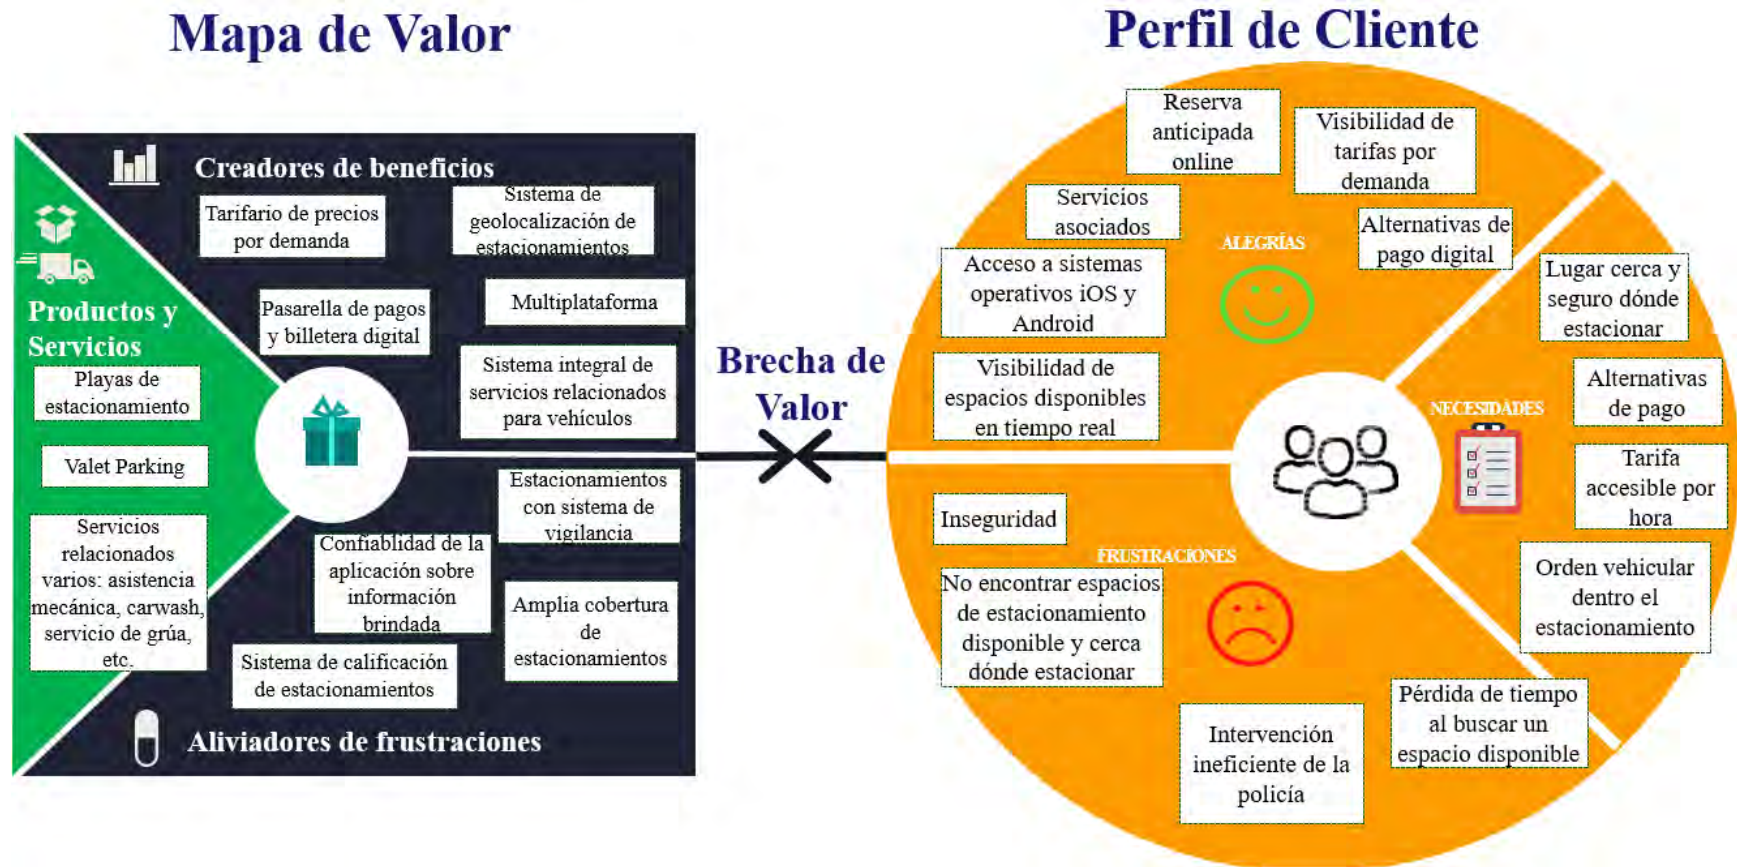 Mapa de Valor
Perfil de Cliente
Creadores de beneficios
Tarifario de precios
por demanda
Sistema de
geolocalización de
estacionamientos
Pasarella de pagos
y billetera digital
Multiplataforma
Sistema integral de
servicios relacionados
para vehículos
Productos y
Servicios
Playas de
estacionamiento
Valet Parking
Servicios
relacionados
varios: asistencia
mecánica, carwash,
servicio de grúa,
etc.
Estacionamientos
con sistema de
vigilancia
Confiablidad de la
aplicación sobre
información
brindada
Amplia cobertura
de
estacionamientos
Sistema de calificación
de estacionamientos
Aliviadores de frustraciones
Brecha de
Valor
Reserva
anticipada
online
Visibilidad de
tarifas por
demanda
Servicios
asociados
ALEGRÍAS
Alternativas de
pago digital
Acceso a sistemas
operativos iOS y
Android
Visibilidad de
espacios disponibles
en tiempo real
Lugar cerca y
seguro dónde
estacionar
Alternativas
de pago
NECESIDADES
Tarifa
accesible por
hora
Orden vehicular
dentro el
estacionamiento
Inseguridad
FRUSTRACIONES
No encontrar espacios
de estacionamiento
disponible y cerca
dónde estacionar
Intervención
ineficiente de la
policía
Pérdida de tiempo
al buscar un
espacio disponible